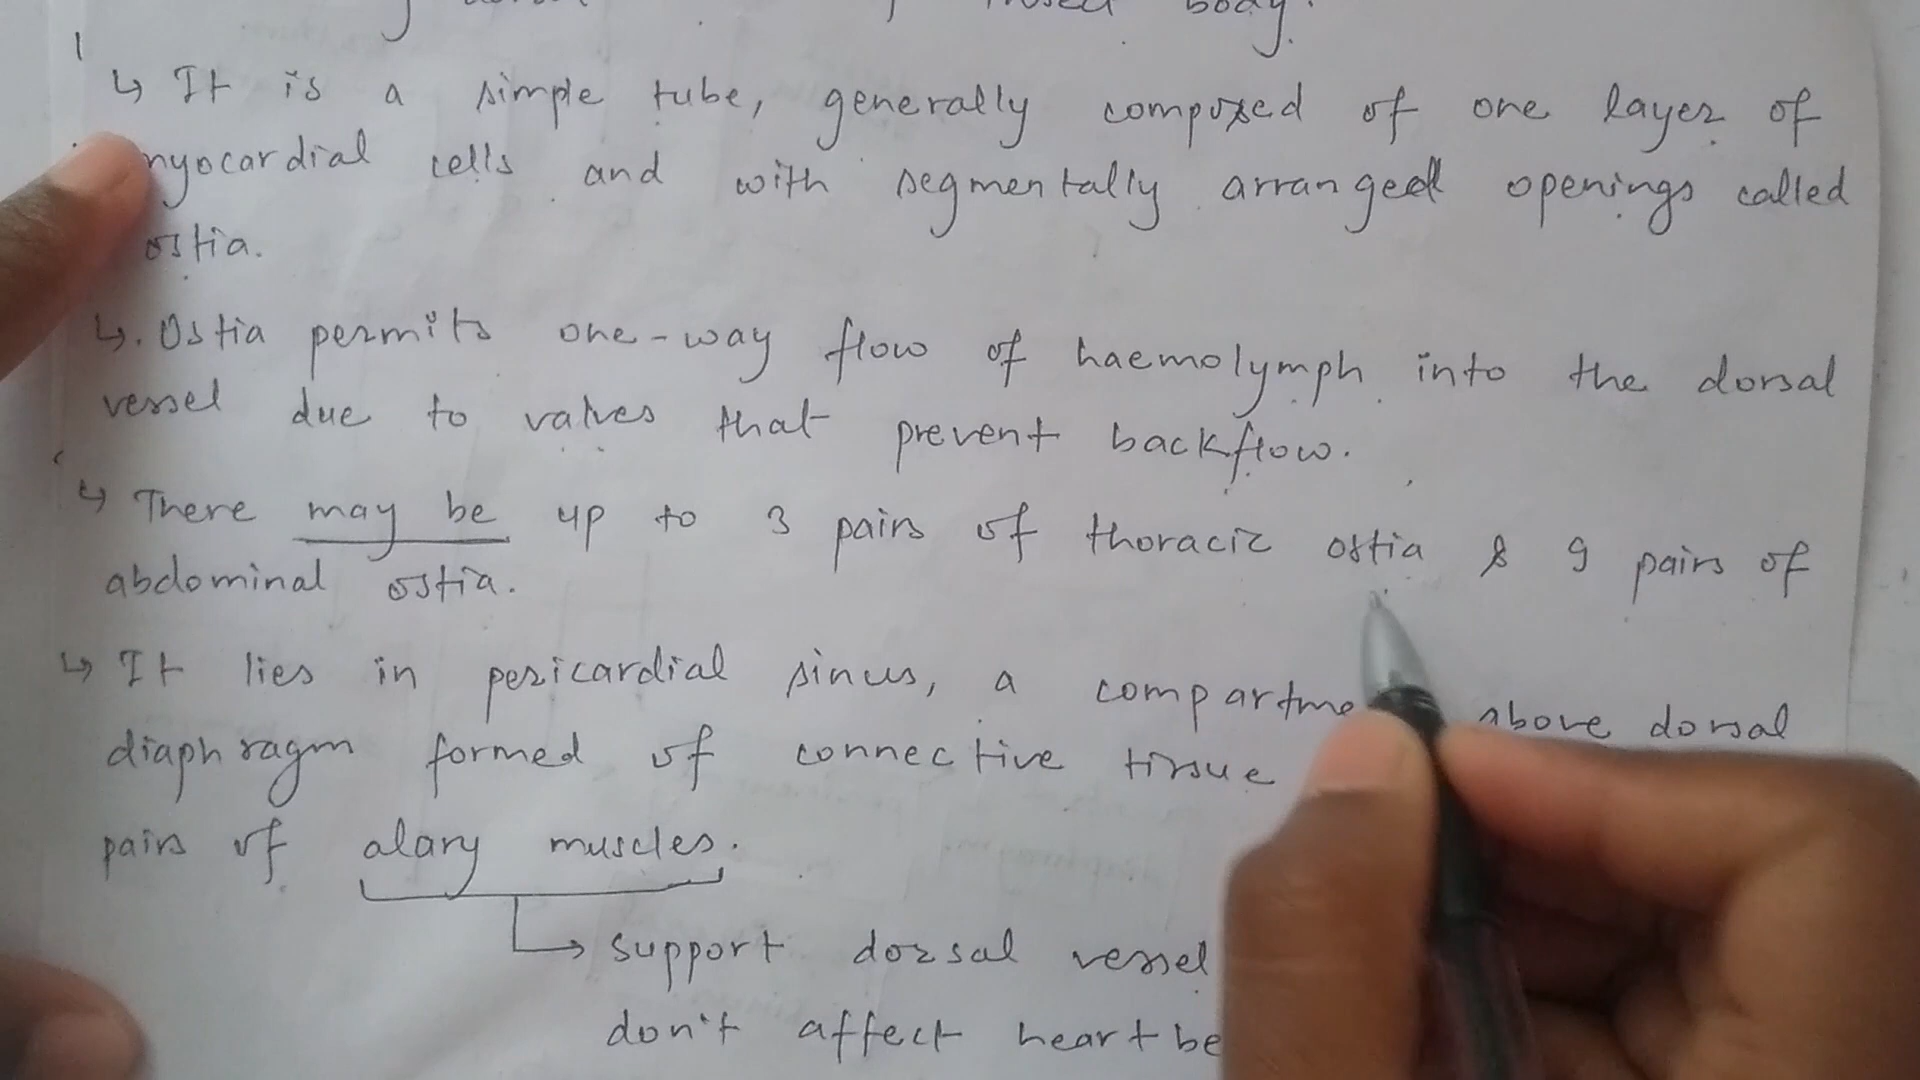 body.
↳ It is a simple tube, generally composed of one layer of
myocardial cells and with segmentally arranged openings called
ostia.
↳. Ostia permits one-way flow of haemolymph into the dorsal
vessel due to valves that prevent backflow.
↳ There may be up to 3 pairs of thoracic ostia & 9 pairs of
abdominal ostia.
↳ It lies in pericardial sinus, a compartme above dorsal
diaphragm formed of connective tissue
pairs of alary muscles.
↳ support dorsal vessel
don't affect heart be